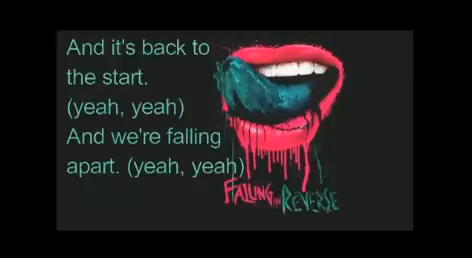 And it's back to
the start.
(yeah, yeah)
And we're falling
apart. (yeah, yeah)
FALLING IN REVERSE